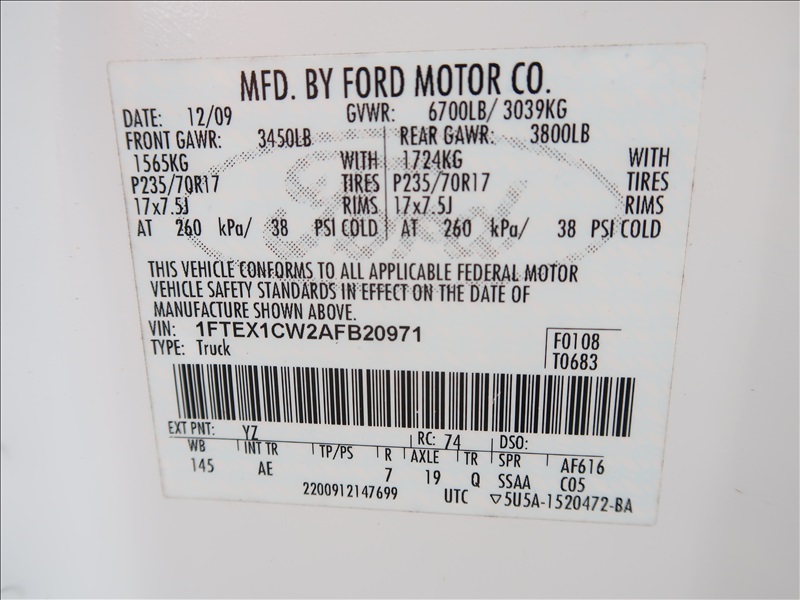 MFD. BY FORD MOTOR CO.
DATE: 12/09 GVWR: 6700LB/ 3039KG
FRONT GAWR: 3450LB REAR GAWR: 3800LB
1565KG WITH 1724KG WITH
P235/70R17 TIRES P235/70R17 TIRES
17x7.5J RIMS 17x7.5J RIMS
AT 260 kPa/ 38 PSI COLD AT 260 kPa/ 38 PSI COLD
Ford
THIS VEHICLE CONFORMS TO ALL APPLICABLE FEDERAL MOTOR
VEHICLE SAFETY STANDARDS IN EFFECT ON THE DATE OF
MANUFACTURE SHOWN ABOVE.
VIN: 1FTEX1CW2AFB20971 F0108
TYPE: Truck T0683
EXT PNT: YZ RC: 74 DSO:
WB INT TR TP/PS R AXLE TR SPR AF616
145 AE 7 19 Q SSAA C05
2200912147699 UTC ▽5U5A-1520472-BA